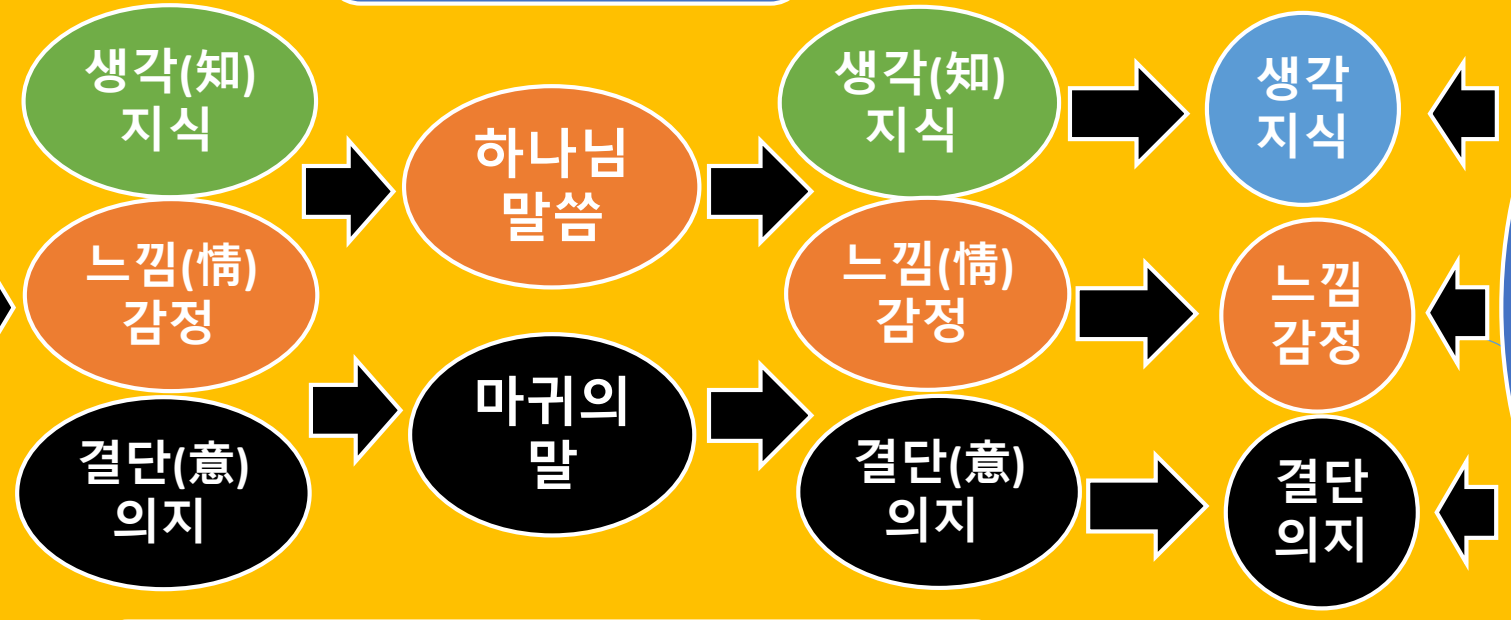 생각(知)
지식
느낌(情)
감정
결단(意)
의지
하나님
말씀
마귀의
말
생각(知)
지식
느낌(情)
감정
결단(意)
의지
생각
지식
느낌
감정
결단
의지